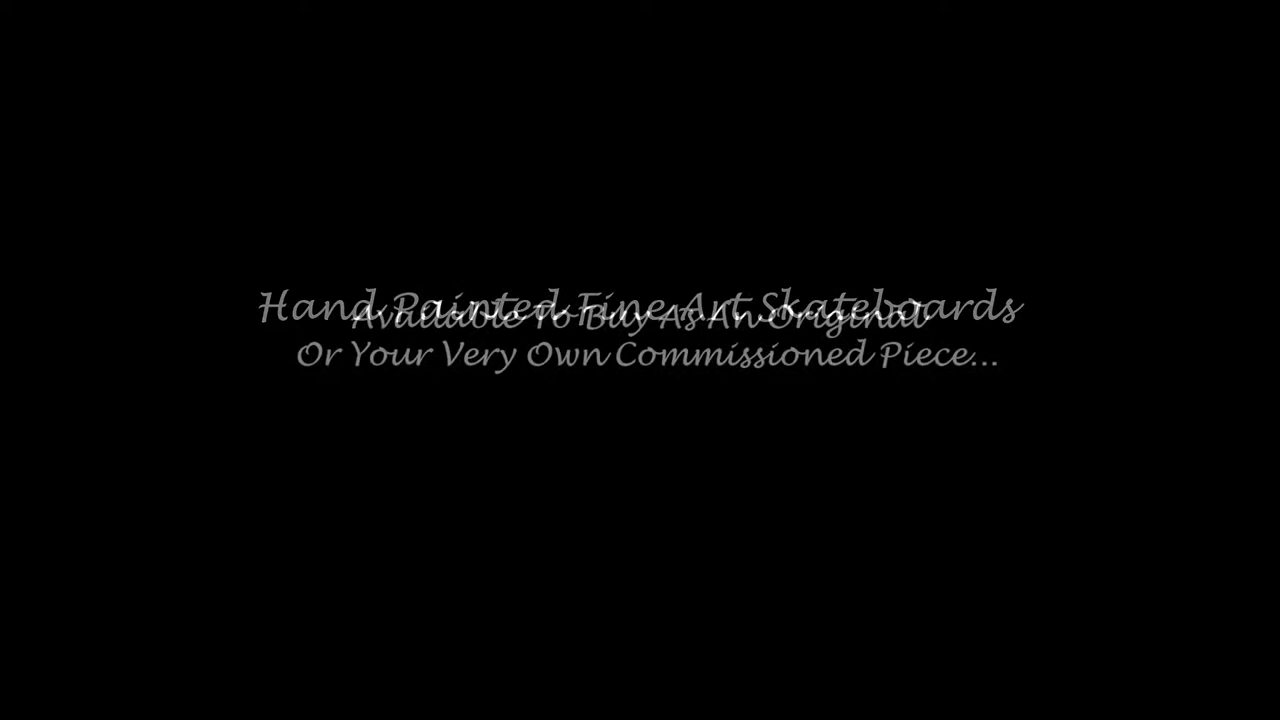 Hand Painted Fine Art Skateboards
Available To Buy As An Original
Or Your Very Own Commissioned Piece...